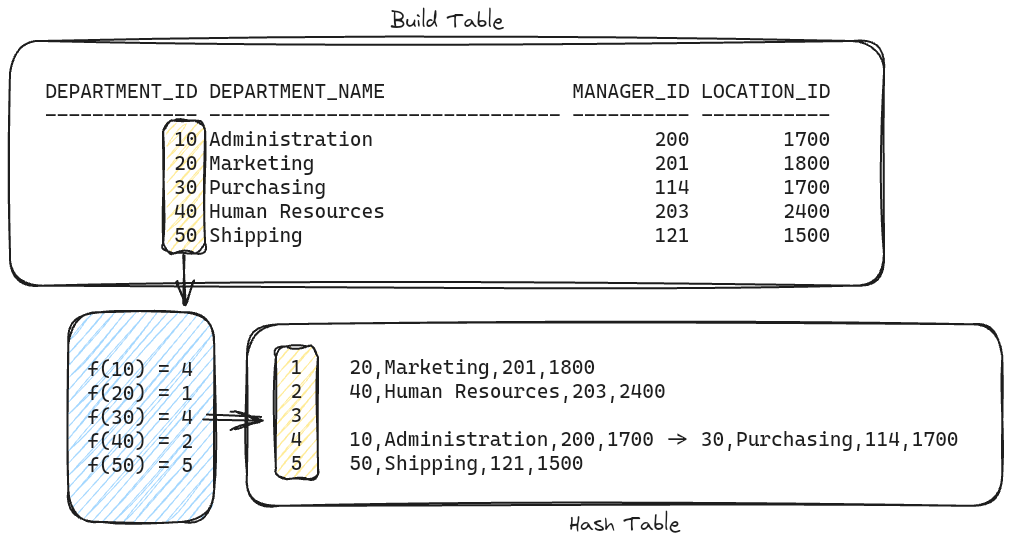 Build Table
DEPARTMENT_ID DEPARTMENT_NAME MANAGER_ID LOCATION_ID
------------- ------------------------------ ---------- -----------
10 Administration 200 1700
20 Marketing 201 1800
30 Purchasing 114 1700
40 Human Resources 203 2400
50 Shipping 121 1500
f(10) = 4
f(20) = 1
f(30) = 4
f(40) = 2
f(50) = 5
1 20,Marketing,201,1800
2 40,Human Resources,203,2400
3
4 10,Administration,200,1700 → 30,Purchasing,114,1700
5 50,Shipping,121,1500
Hash Table